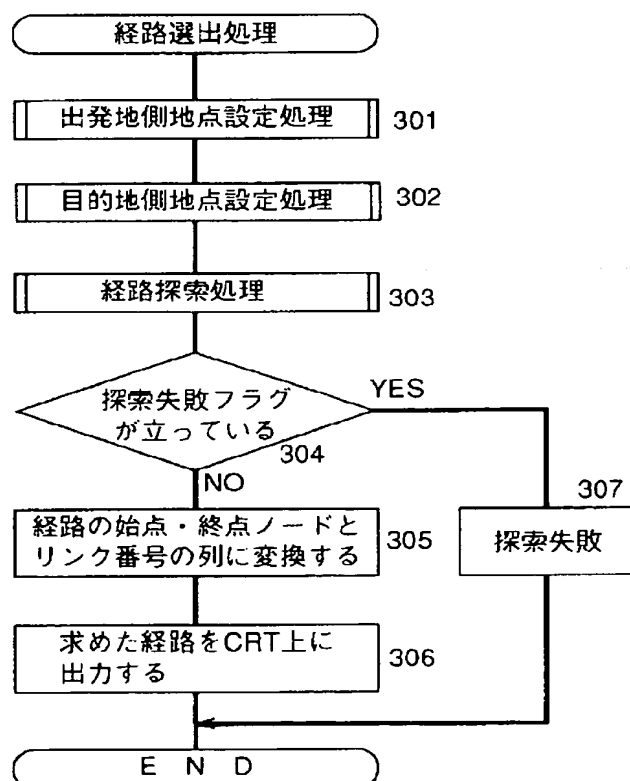 経路選出処理
出発地側地点設定処理
301
目的地側地点設定処理
302
経路探索処理
303
探索失敗フラグ
が立っている
304
YES
NO
経路の始点・終点ノードと
リンク番号の列に変換する
305
307
探索失敗
求めた経路をCRT上に
出力する
306
E N D